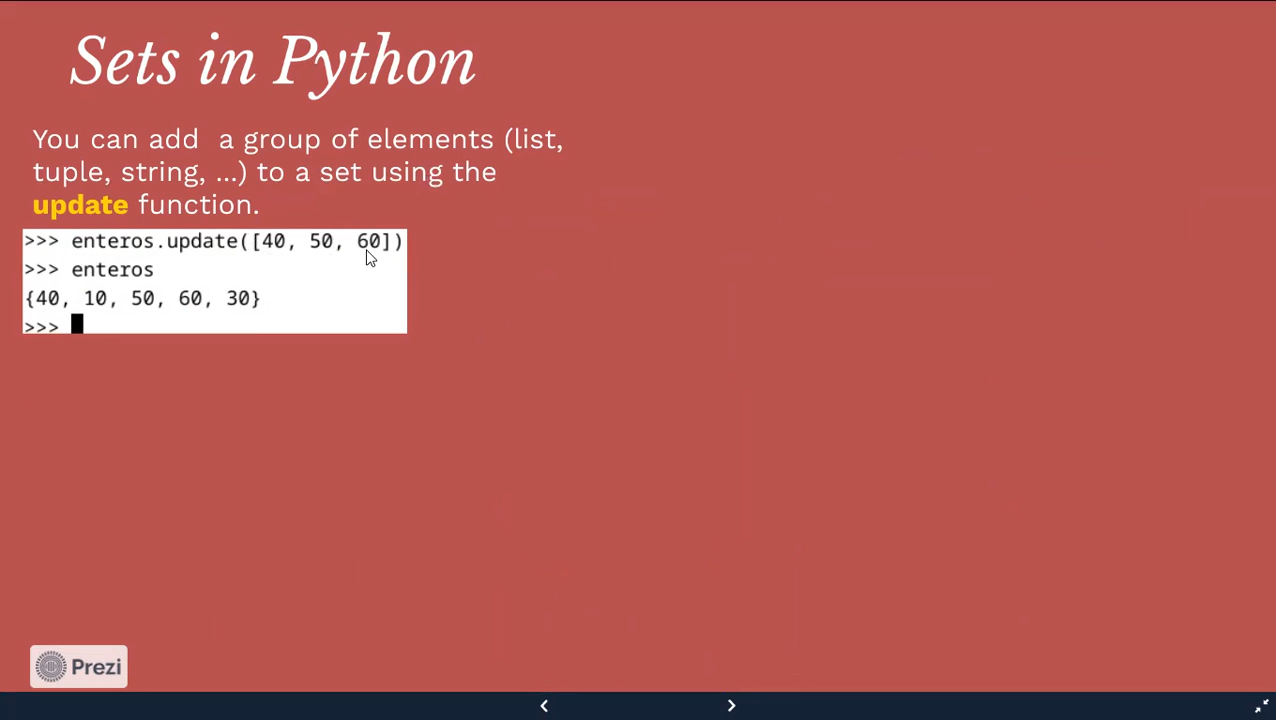 Sets in Python
You can add a group of elements (list,
tuple, string, ...) to a set using the
update function.
>>> enteros.update([40, 50, 60])
>>> enteros
{40, 10, 50, 60, 30}
>>>
Prezi